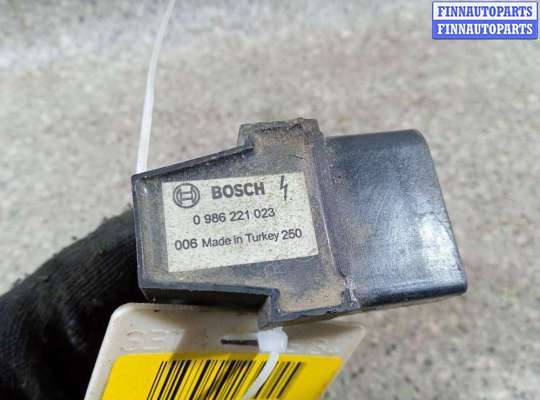 FINNAUTOPARTS
FINNAUTOPARTS
BOSCH
0 986 221 023
006 Made in Turkey 250